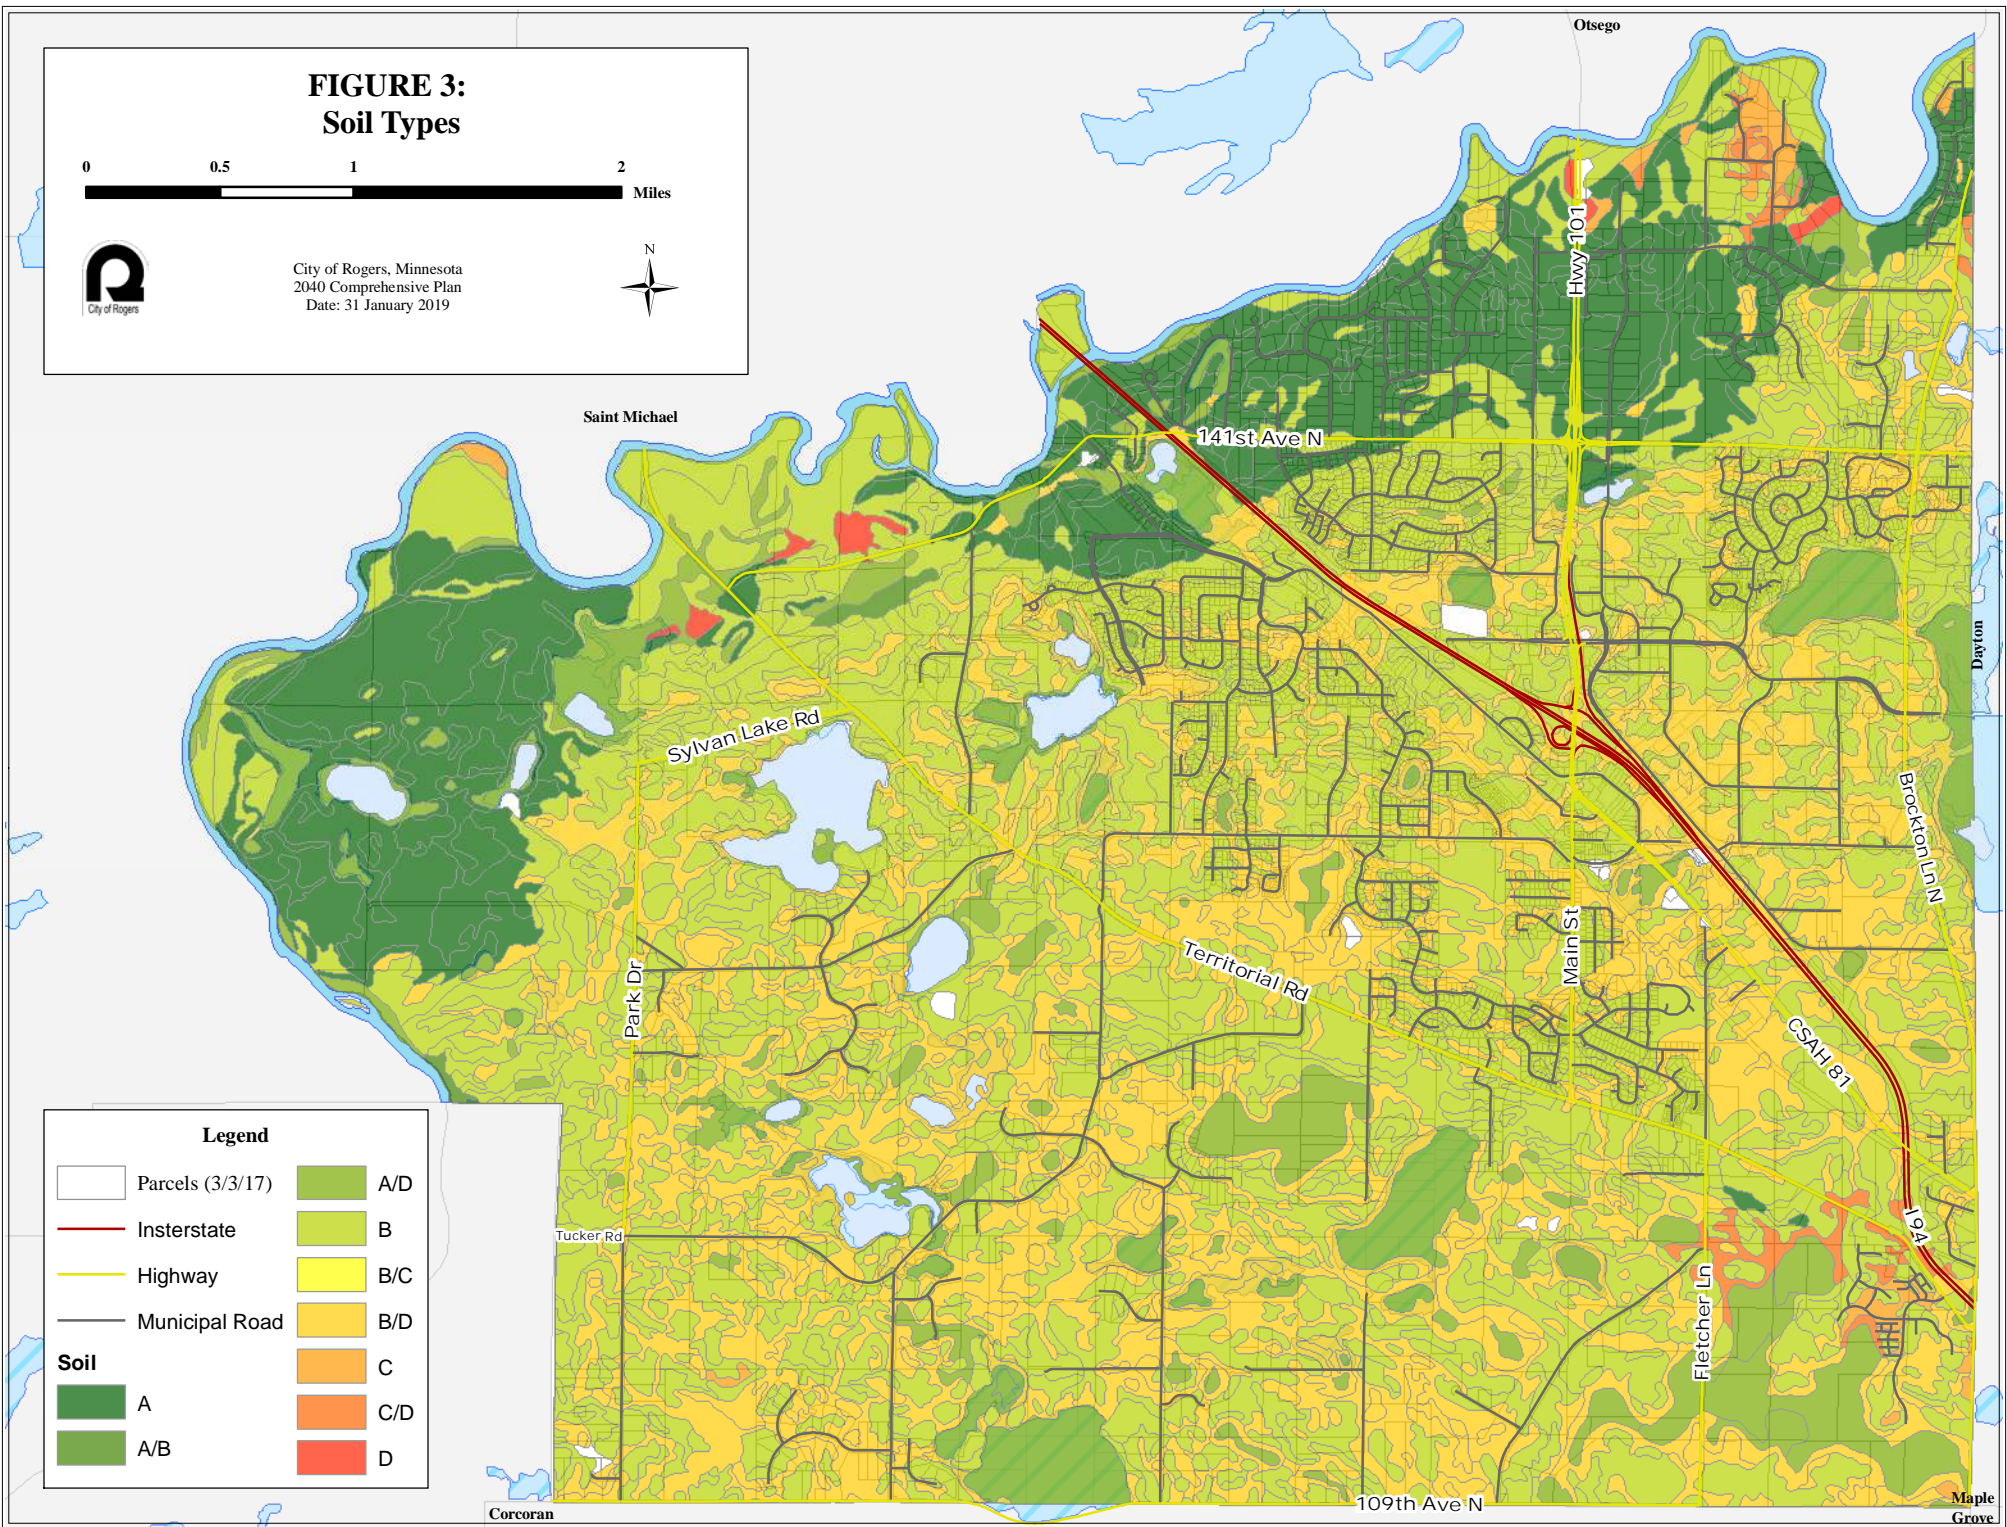 FIGURE 3:
Soil Types
0 0.5 1 2
Miles
City of Rogers
City of Rogers, Minnesota
2040 Comprehensive Plan
Date: 31 January 2019
N
Otsego
Saint Michael
Dayton
Corcoran
Maple
Grove
Hwy 101
141st Ave N
Sylvan Lake Rd
Brockton Ln N
Territorial Rd
Main St
Park Dr
CSAH 81
Tucker Rd
I 94
Fletcher Ln
109th Ave N
Legend
Parcels (3/3/17)
Insterstate
Highway
Municipal Road
Soil
A
A/B
A/D
B
B/C
B/D
C
C/D
D